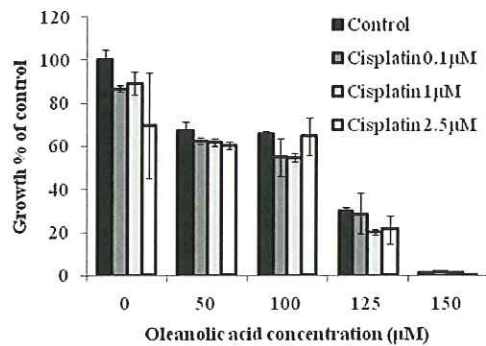 120
100
80
60
40
20
0
Growth % of control
Control
Cisplatin 0.1µM
Cisplatin 1µM
Cisplatin 2.5µM
0 50 100 125 150
Oleanolic acid concentration (µM)